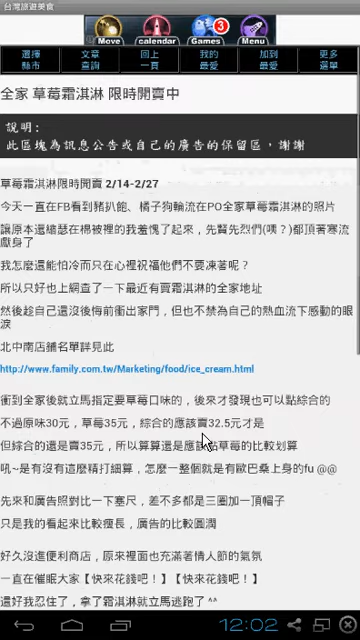 台灣旅遊美食
Move
calendar
Games
3
Menu
選擇
縣市
文章
查詢
回上
一頁
我的
最愛
加到
最愛
更多
選單
全家 草莓霜淇淋 限時開賣中
說明:
此區塊為訊息公告或自己的廣告的保留區，謝謝
草莓霜淇淋限時開賣 2/14-2/27
今天一直在FB看到豬扒飽、橘子狗輪流在PO全家草莓霜淇淋的照片
讓原本還縮瑟在棉被裡的我羞愧了起來，先賢先烈們(咦？)都頂著寒流
獻身了
我怎麼還能怕冷而只在心裡祝福他們不要凍著呢？
所以只好也上網查了一下最近有賣霜淇淋的全家地址
然後趁自己還沒後悔前衝出家門，但也不禁為自己的熱血流下感動的眼
淚
北中南店舖名單詳見此
http://www.family.com.tw/Marketing/food/ice_cream.html
衝到全家後就立馬指定要草莓口味的，後來才發現也可以點綜合的
不過原味30元，草莓35元，綜合的應該賣32.5元才是
但綜合的還是賣35元，所以算算還是應該點草莓的比較划算
吼~是有沒有這麼精打細算，怎麼一整個就是有歐巴桑上身的fu @@
先來和廣告照對比一下塞尺，差不多都是三圈加一頂帽子
只是我的看起來比較瘦長，廣告的比較圓潤
好久沒進便利商店，原來裡面也充滿著情人節的氣氛
一直在催眠大家【快來花錢吧！】【快來花錢吧！】
還好我忍住了，拿了霜淇淋就立馬逃跑了 ^^
12:02